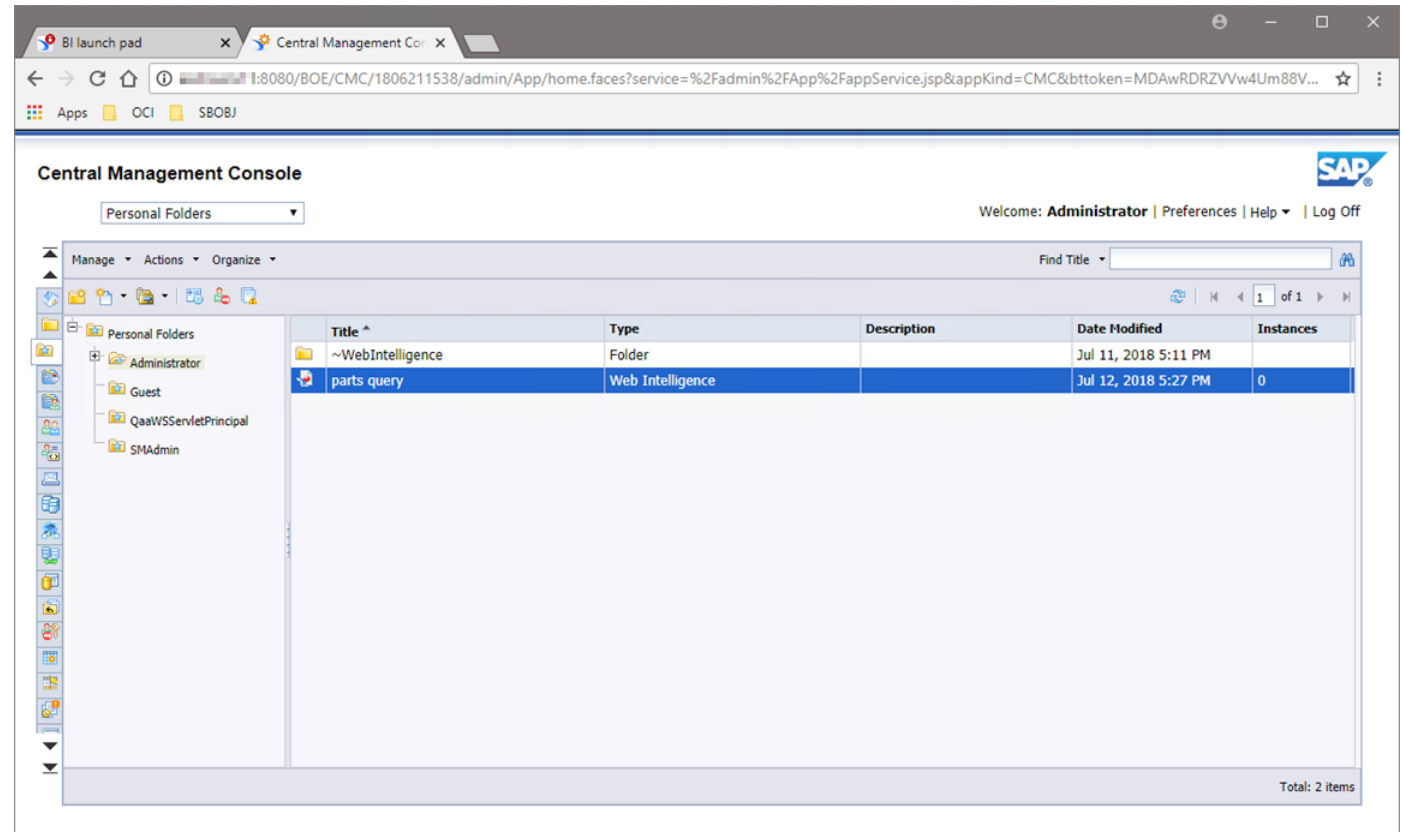 BI launch pad
Central Management Cor
:8080/BOE/CMC/1806211538/admin/App/home.faces?service=%2Fadmin%2FApp%2FappService.jsp&appKind=CMC&bttoken=MDAwRDRZVVw4Um88V...
Apps OCI SBOBJ
Central Management Console
SAP®
Personal Folders
Welcome: Administrator | Preferences | Help | Log Off
Manage Actions Organize Find Title
1 of 1
Personal Folders Title ^ Type Description Date Modified Instances
Administrator ~WebIntelligence Folder Jul 11, 2018 5:11 PM
Guest parts query Web Intelligence Jul 12, 2018 5:27 PM 0
QaaWSServletPrincipal
SMAdmin
Total: 2 items